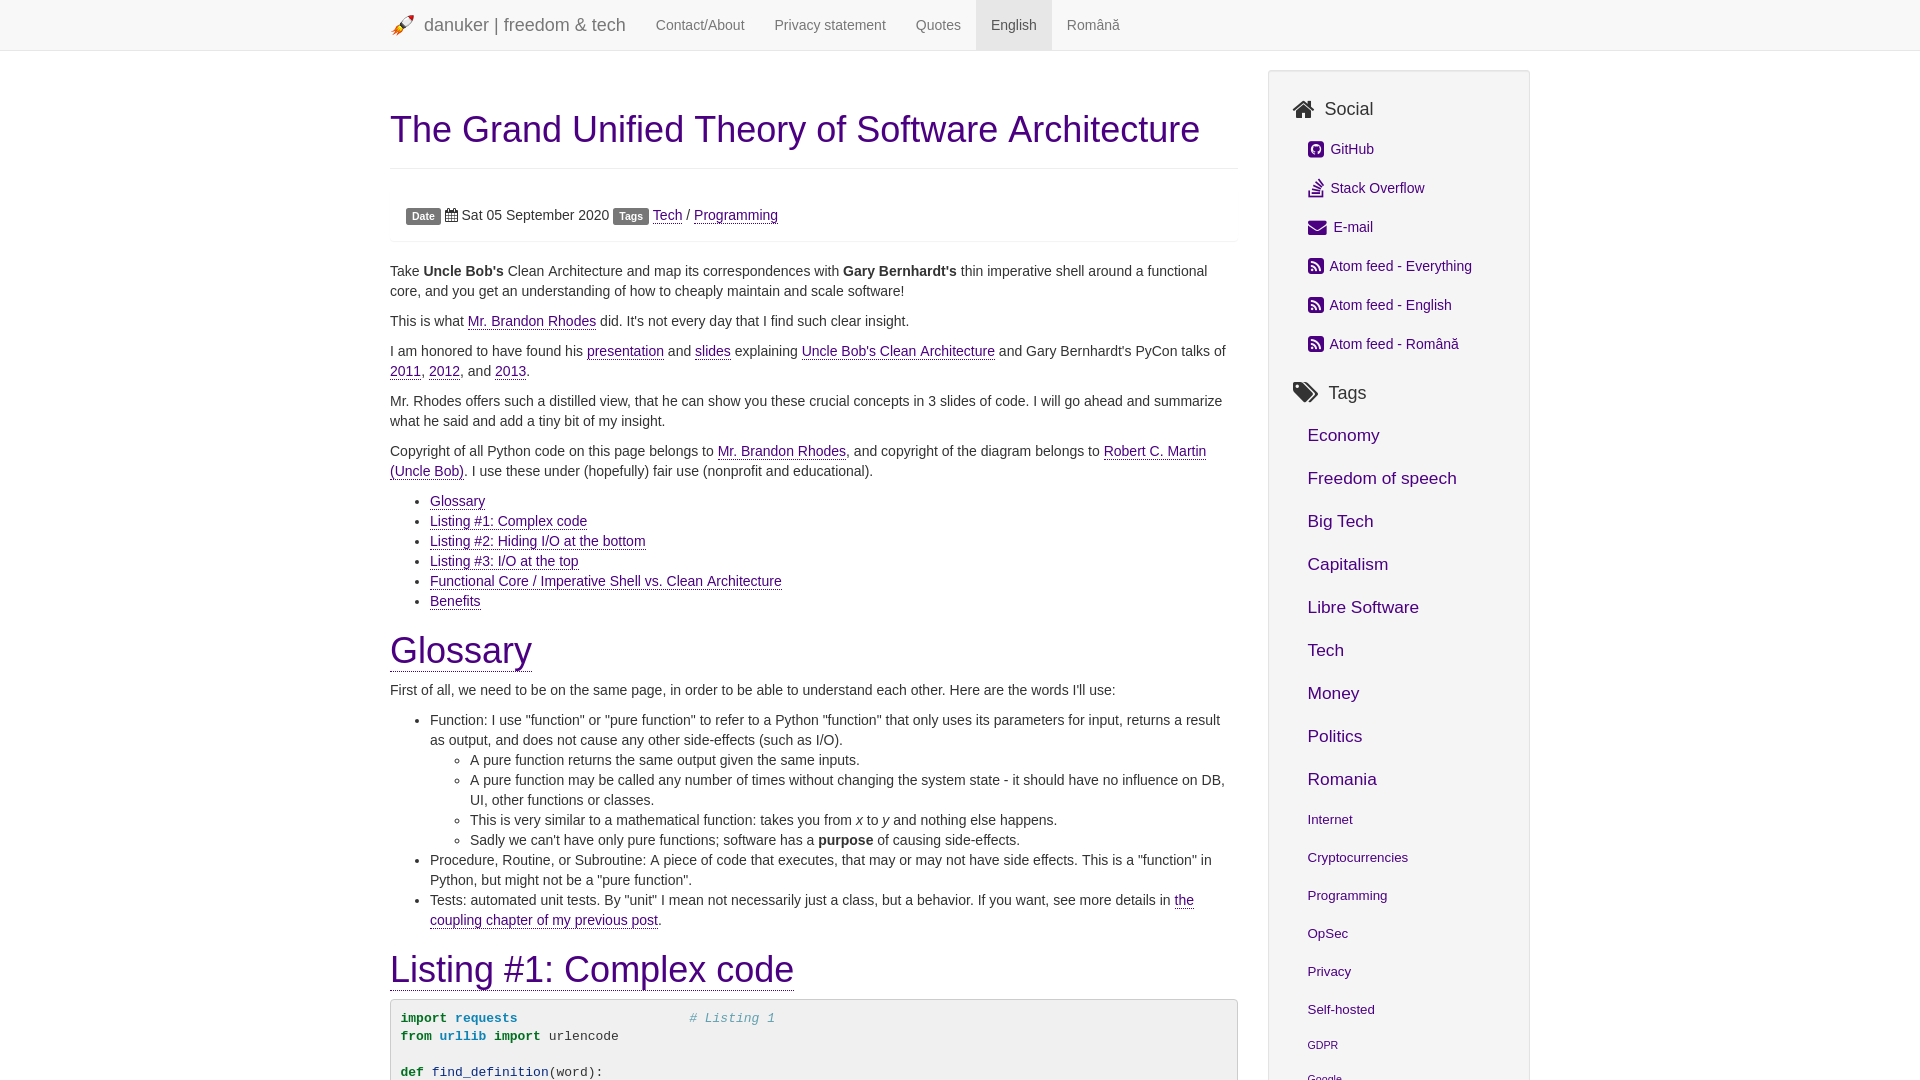 danuker | freedom & tech
Contact/About
Privacy statement
Quotes
English
Română
The Grand Unified Theory of Software Architecture
Date Sat 05 September 2020 Tags Tech / Programming
Take Uncle Bob's Clean Architecture and map its correspondences with Gary Bernhardt's thin imperative shell around a functional
core, and you get an understanding of how to cheaply maintain and scale software!
This is what Mr. Brandon Rhodes did. It's not every day that I find such clear insight.
I am honored to have found his presentation and slides explaining Uncle Bob's Clean Architecture and Gary Bernhardt's PyCon talks of
2011, 2012, and 2013.
Mr. Rhodes offers such a distilled view, that he can show you these crucial concepts in 3 slides of code. I will go ahead and summarize
what he said and add a tiny bit of my insight.
Copyright of all Python code on this page belongs to Mr. Brandon Rhodes, and copyright of the diagram belongs to Robert C. Martin
(Uncle Bob). I use these under (hopefully) fair use (nonprofit and educational).
• Glossary
• Listing #1: Complex code
• Listing #2: Hiding I/O at the bottom
• Listing #3: I/O at the top
• Functional Core / Imperative Shell vs. Clean Architecture
• Benefits
Glossary
First of all, we need to be on the same page, in order to be able to understand each other. Here are the words I'll use:
• Function: I use "function" or "pure function" to refer to a Python "function" that only uses its parameters for input, returns a result
as output, and does not cause any other side-effects (such as I/O).
◦ A pure function returns the same output given the same inputs.
◦ A pure function may be called any number of times without changing the system state - it should have no influence on DB,
UI, other functions or classes.
◦ This is very similar to a mathematical function: takes you from x to y and nothing else happens.
◦ Sadly we can't have only pure functions; software has a purpose of causing side-effects.
• Procedure, Routine, or Subroutine: A piece of code that executes, that may or may not have side effects. This is a "function" in
Python, but might not be a "pure function".
• Tests: automated unit tests. By "unit" I mean not necessarily just a class, but a behavior. If you want, see more details in the
coupling chapter of my previous post.
Listing #1: Complex code
import requests # Listing 1
from urllib import urlencode
def find_definition(word):
Social
GitHub
Stack Overflow
E-mail
Atom feed - Everything
Atom feed - English
Atom feed - Română
Tags
Economy
Freedom of speech
Big Tech
Capitalism
Libre Software
Tech
Money
Politics
Romania
Internet
Cryptocurrencies
Programming
OpSec
Privacy
Self-hosted
GDPR
Google